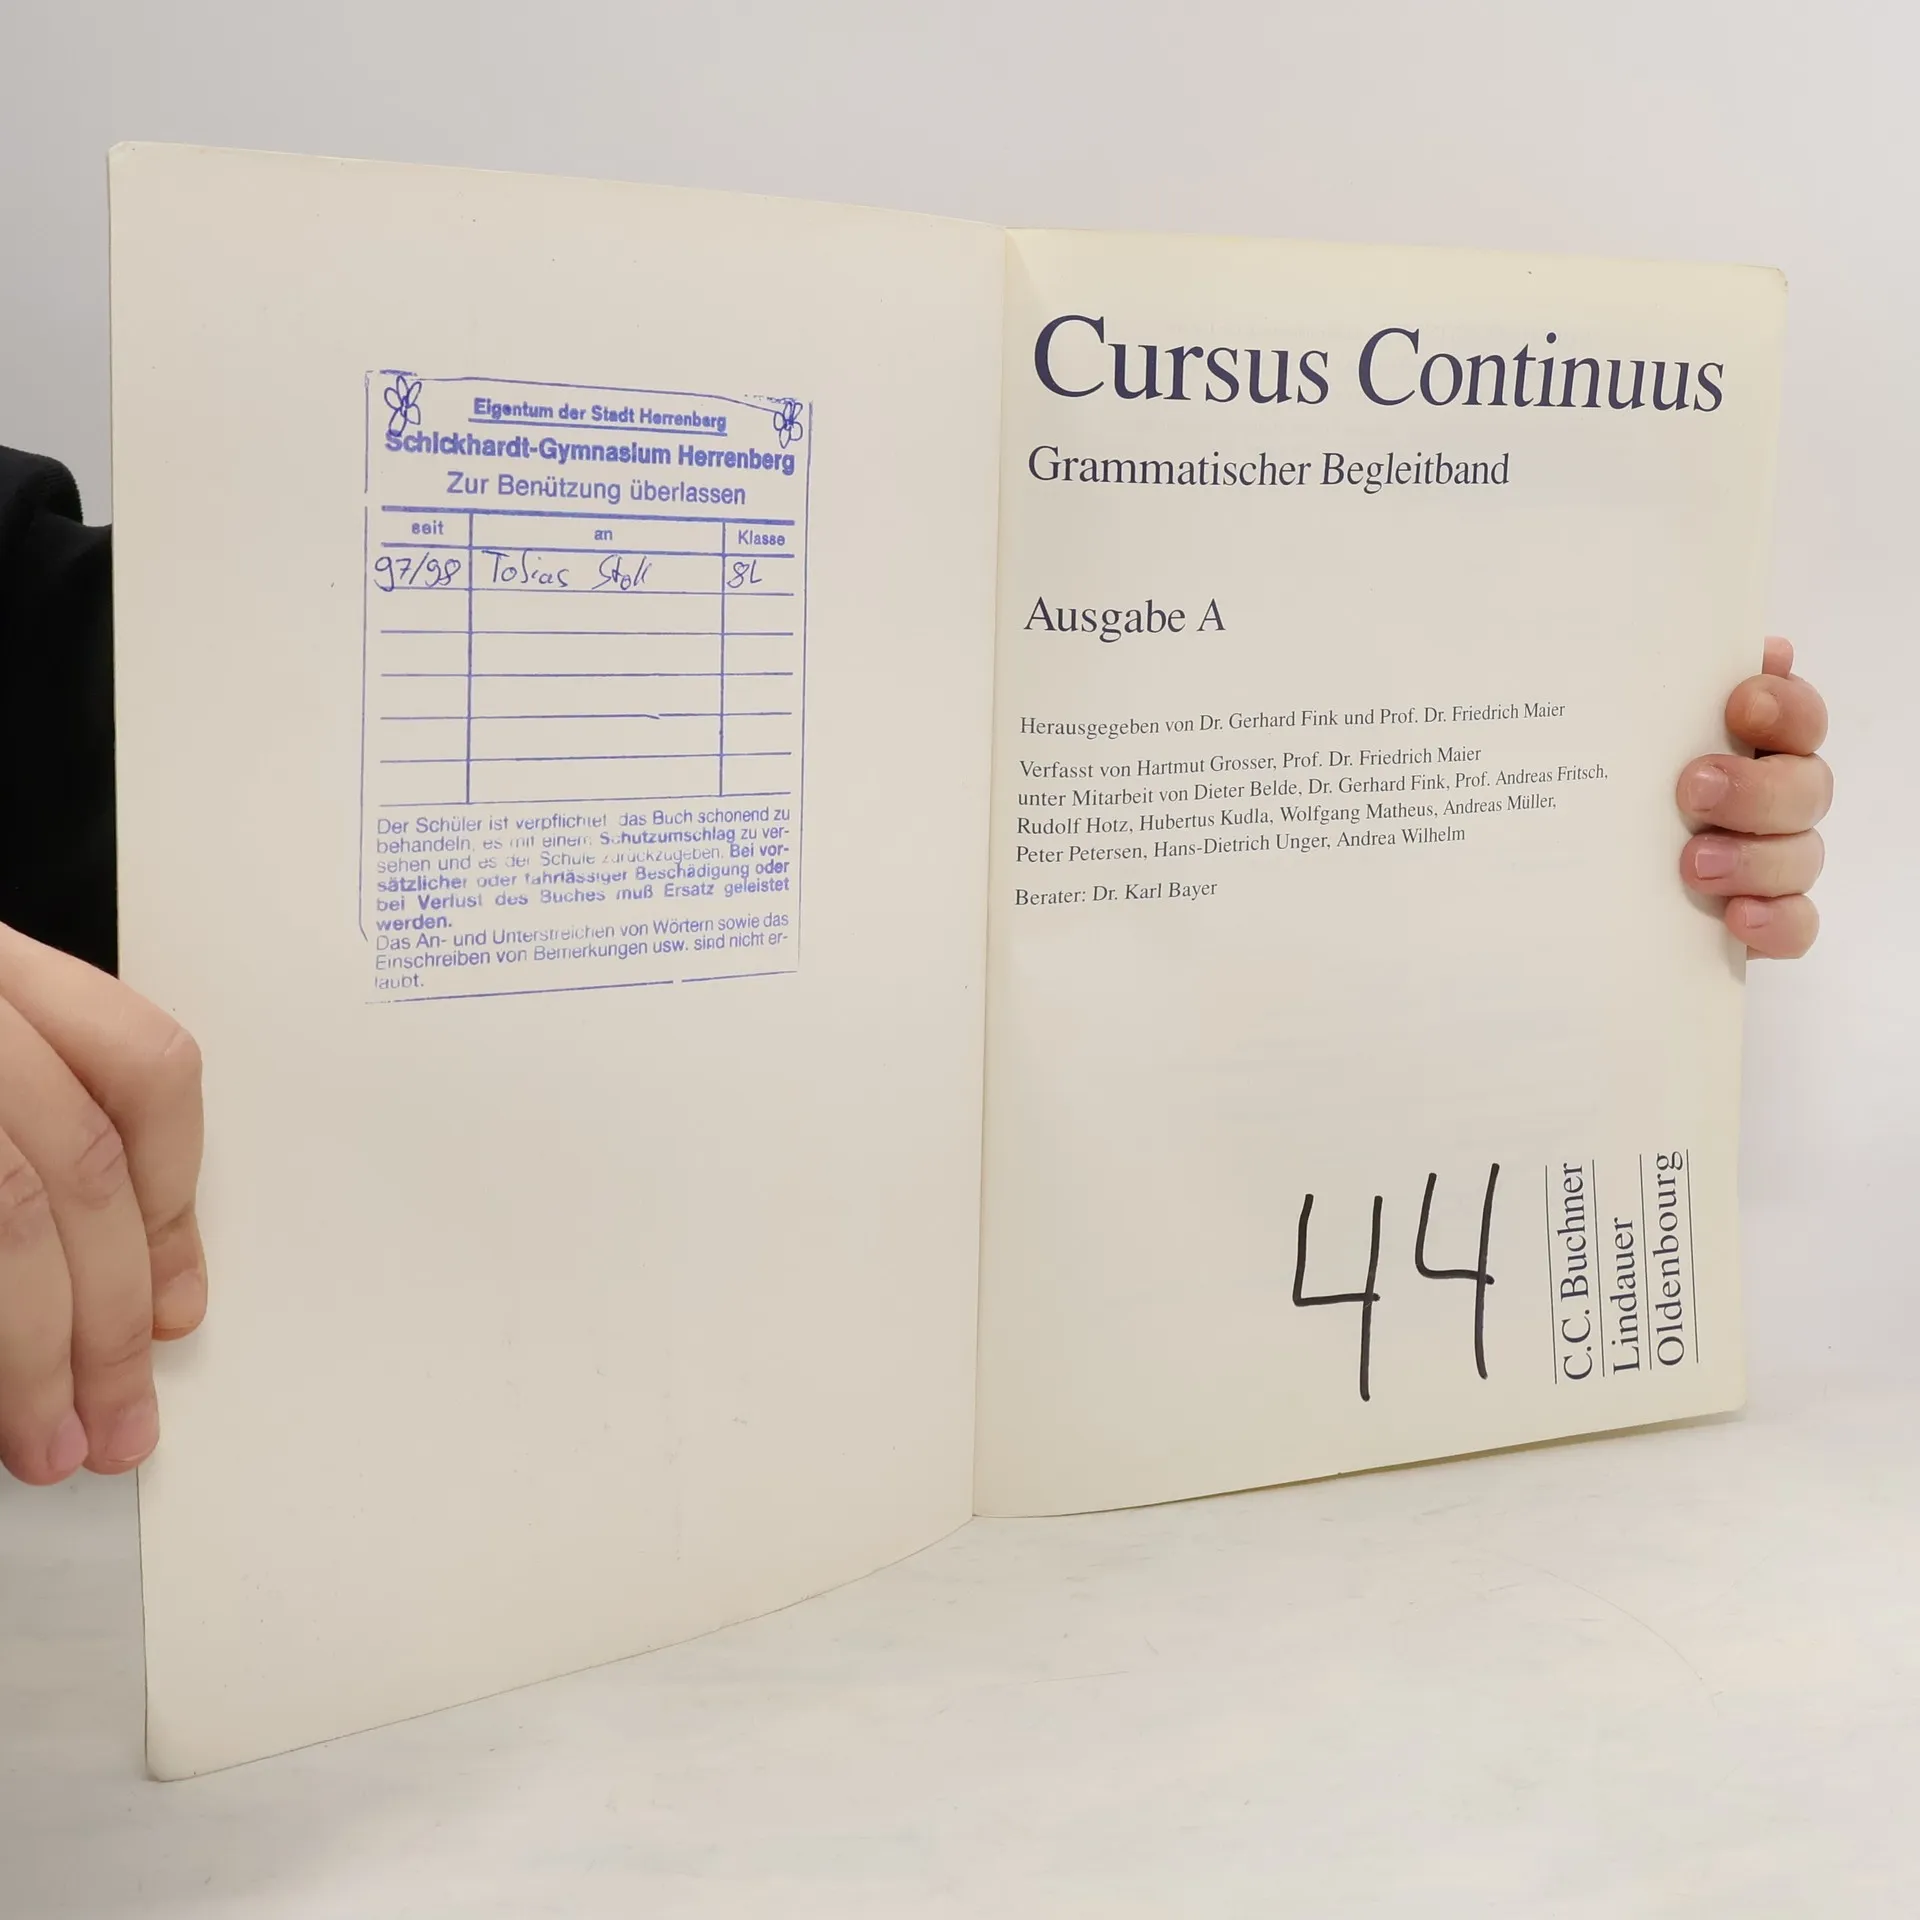 Eigentum der Stadt Herrenberg
Schickhardt-Gymnasium Herrenberg
Zur Benützung überlassen
seit an Klasse
97/98 Tobias Stoll 8L
Der Schüler ist verpflichtet das Buch schonend zu
behandeln, es mit einem Schutzumschlag zu ver-
sehen und es der Schule zurückzugeben. Bei vor-
sätzlicher oder fahrlässiger Beschädigung oder
bei Verlust des Buches muß Ersatz geleistet
werden.
Das An- und Unterstreichen von Wörtern sowie das
Einschreiben von Bemerkungen usw. sind nicht er-
laubt.
Cursus Continuus
Grammatischer Begleitband
Ausgabe A
Herausgegeben von Dr. Gerhard Fink und Prof. Dr. Friedrich Maier
Verfasst von Hartmut Grosser, Prof. Dr. Friedrich Maier
unter Mitarbeit von Dieter Belde, Dr. Gerhard Fink, Prof. Andreas Fritsch,
Rudolf Hotz, Hubertus Kudla, Wolfgang Matheus, Andreas Müller,
Peter Petersen, Hans-Dietrich Unger, Andrea Wilhelm
Berater: Dr. Karl Bayer
44
C.C. Buchner
Lindauer
Oldenbourg